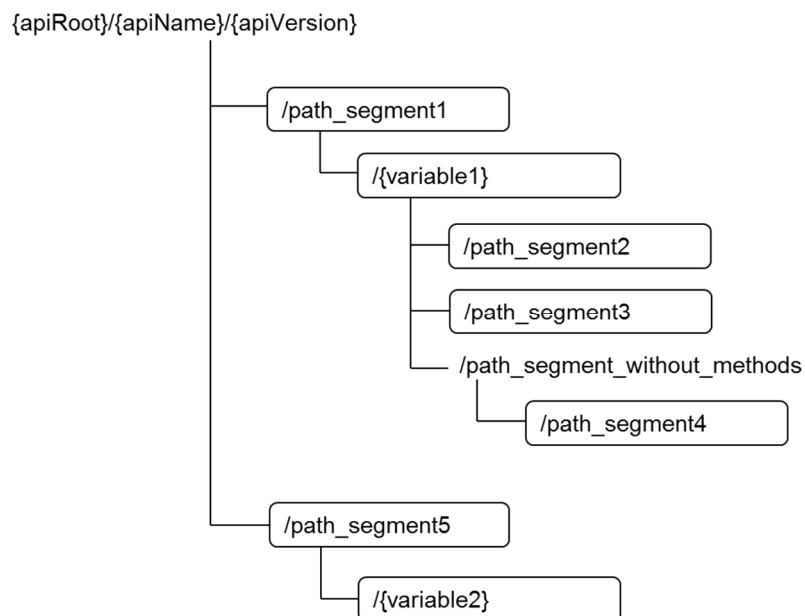 {apiRoot}/{apiName}/{apiVersion}
/path_segment1
/{variable1}
/path_segment2
/path_segment3
/path_segment_without_methods
/path_segment4
/path_segment5
/{variable2}